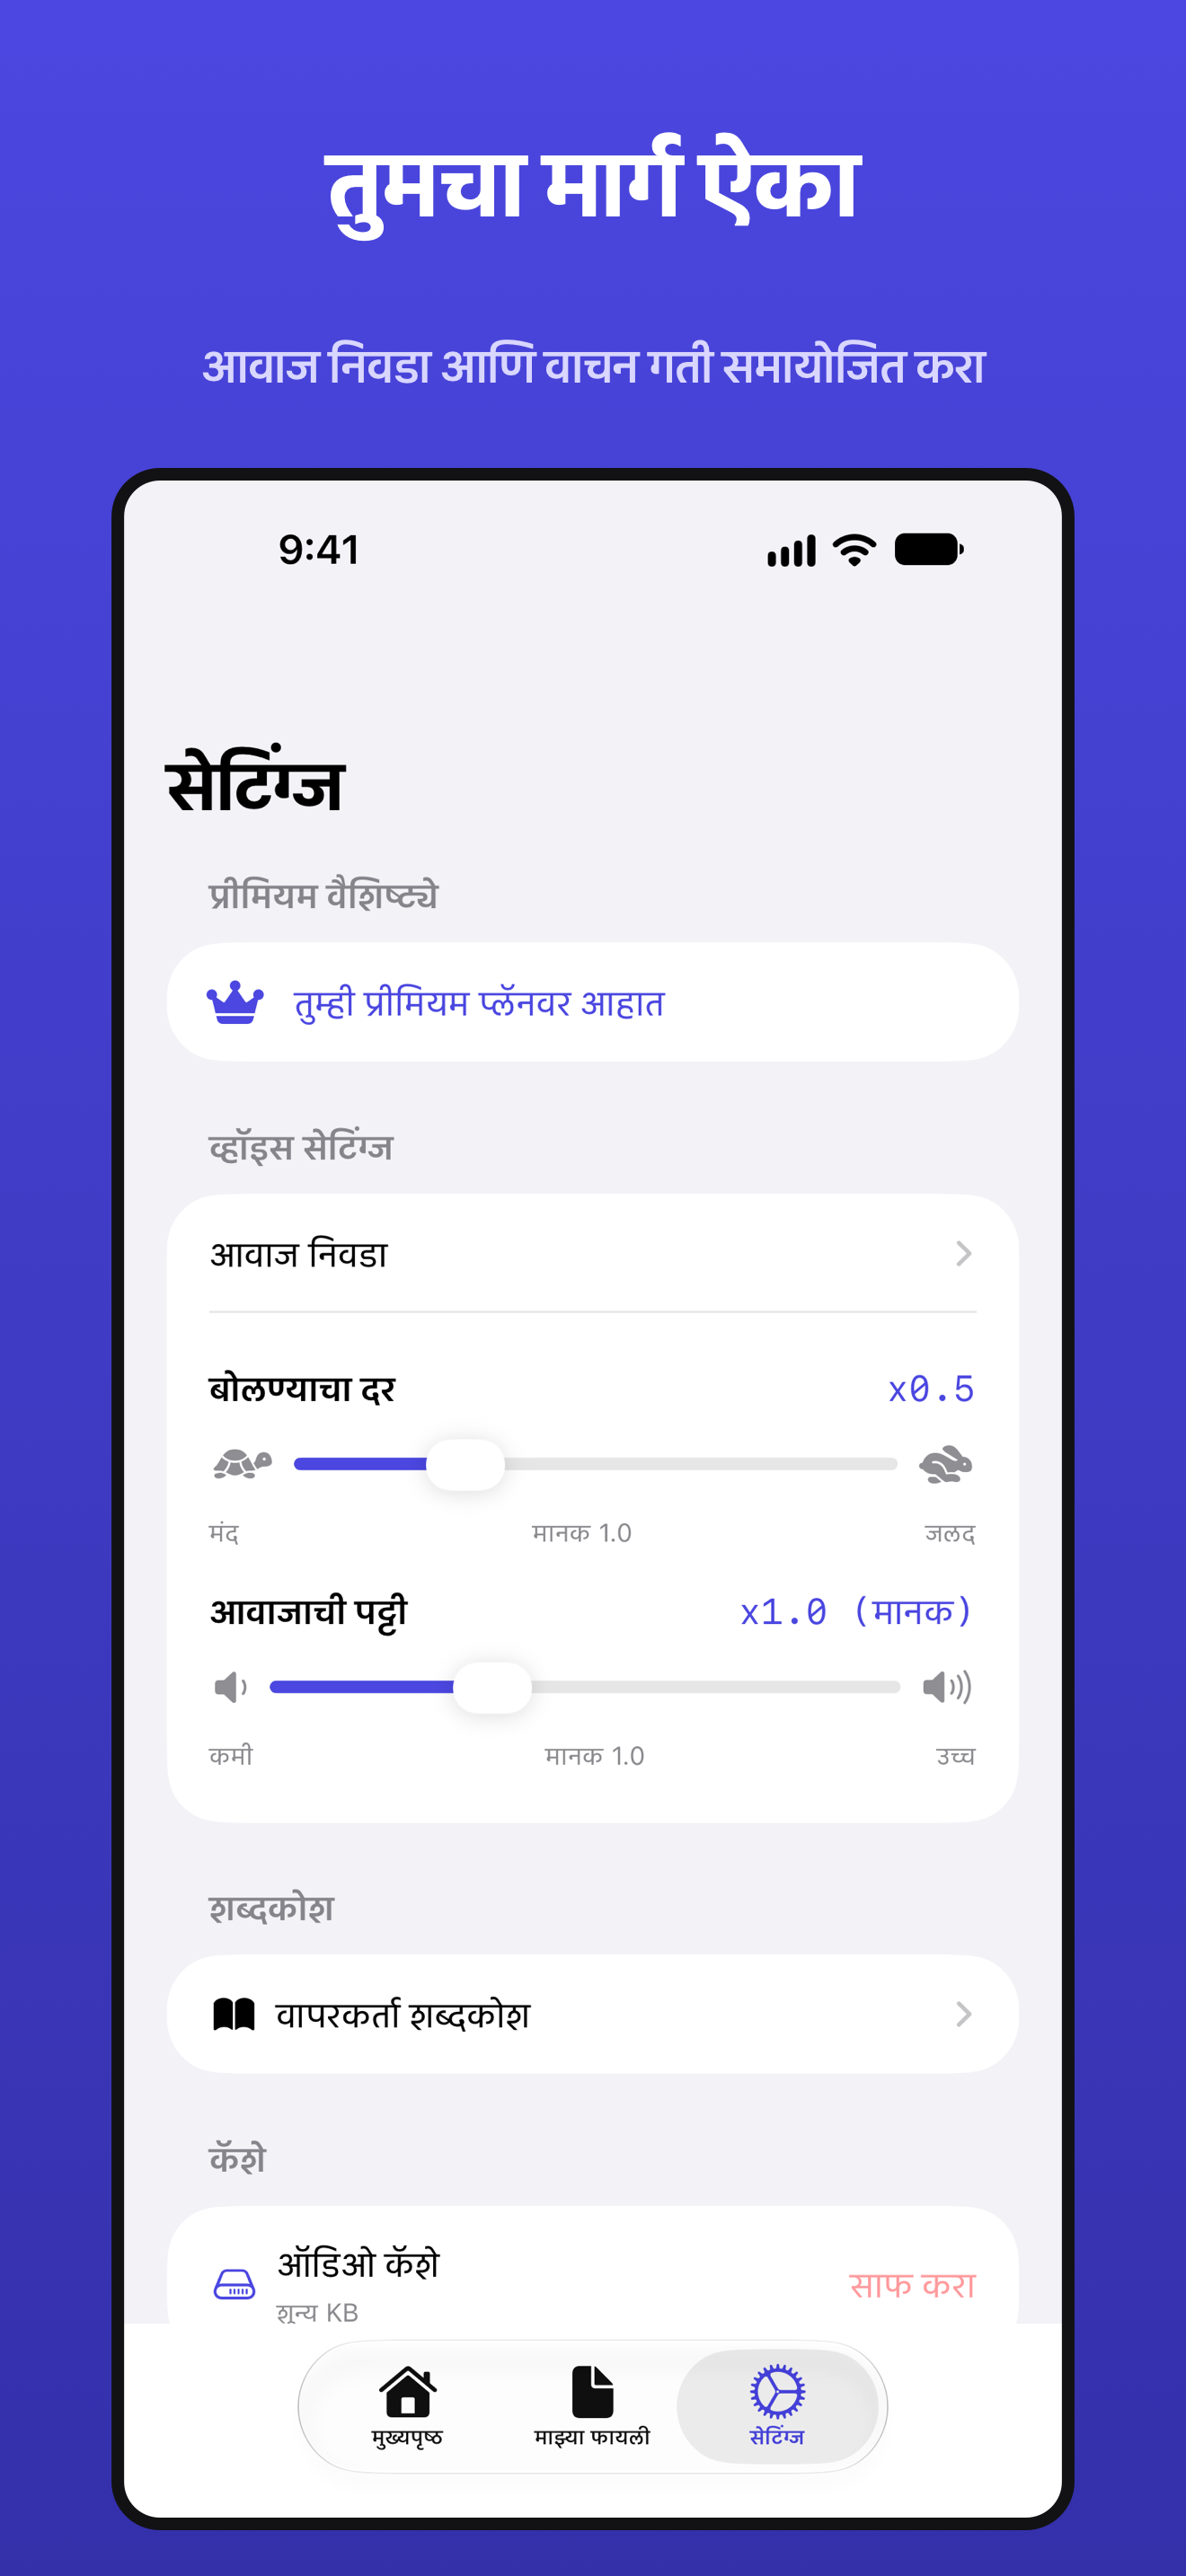 तुमचा मार्ग ऐका
आवाज निवडा आणि वाचन गती समायोजित करा
9:41
सेटिंग्ज
प्रीमियम वैशिष्ट्ये
तुम्ही प्रीमियम प्लॅनवर आहात
व्हॉइस सेटिंग्ज
आवाज निवडा
बोलण्याचा दर x0.5
मंद मानक 1.0 जलद
आवाजाची पट्टी x1.0 (मानक)
कमी मानक 1.0 उच्च
शब्दकोश
वापरकर्ता शब्दकोश
कॅशे
ऑडिओ कॅशे
साफ करा
शून्य KB
मुख्यपृष्ठ माझ्या फायली सेटिंग्ज